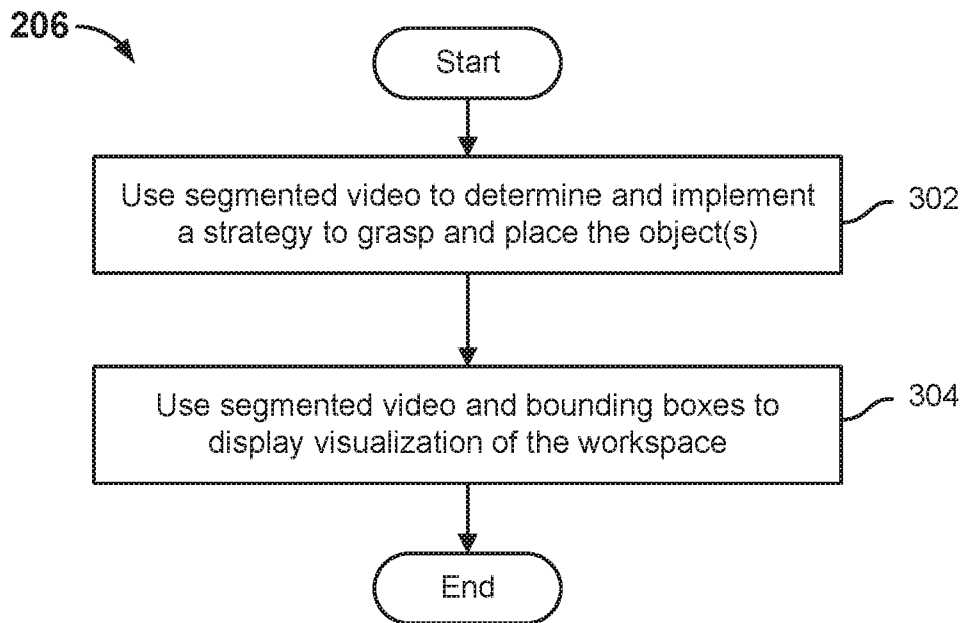 206
Start
Use segmented video to determine and implement
a strategy to grasp and place the object(s)
302
Use segmented video and bounding boxes to
display visualization of the workspace
304
End